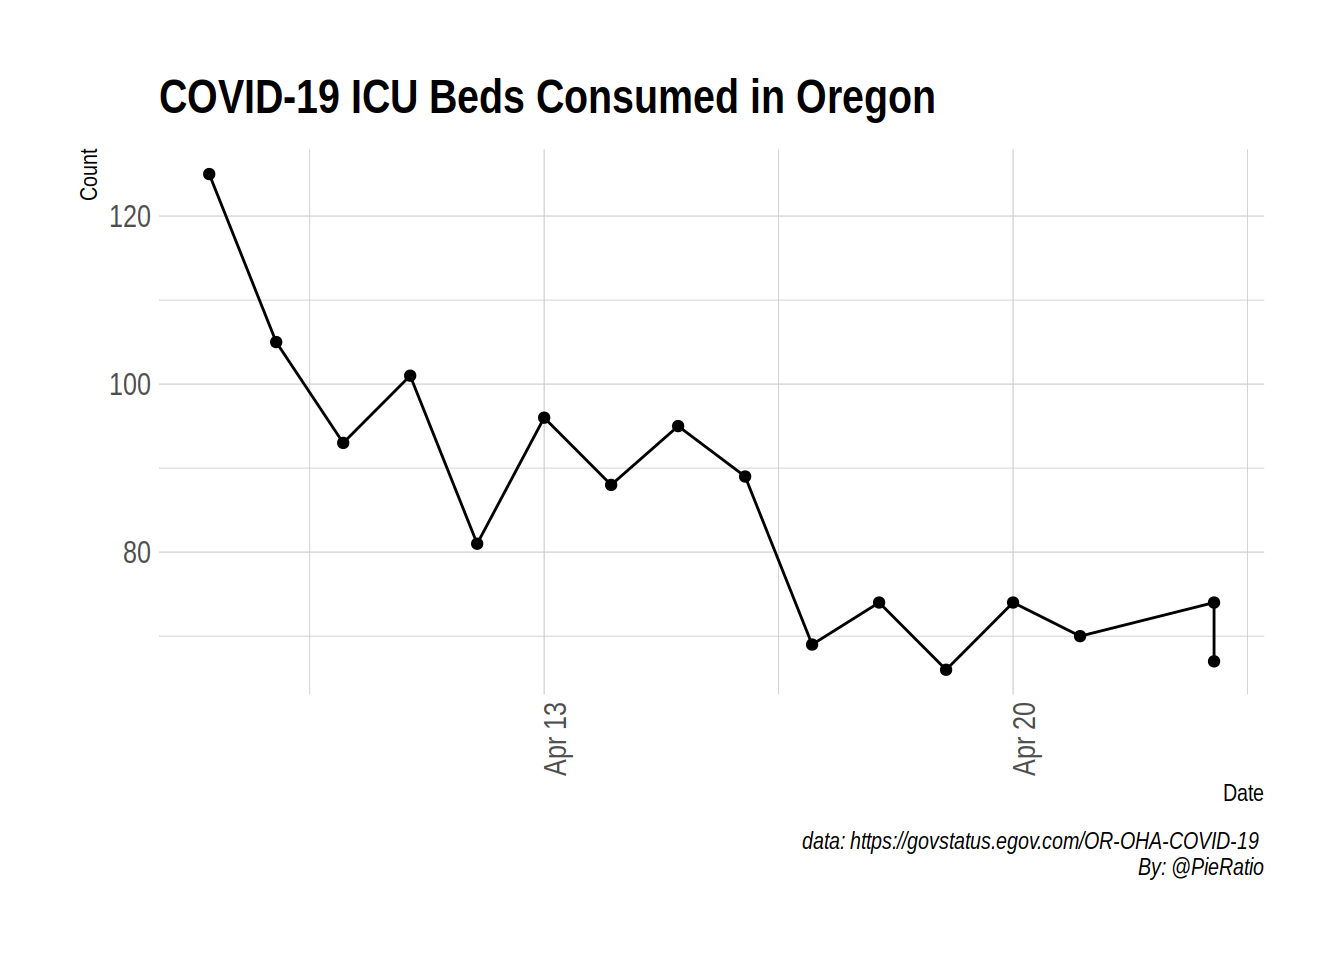 COVID-19 ICU Beds Consumed in Oregon
Count
120
100
80
Apr 13
Apr 20
Date
data: https://govstatus.egov.com/OR-OHA-COVID-19
By: @PieRatio